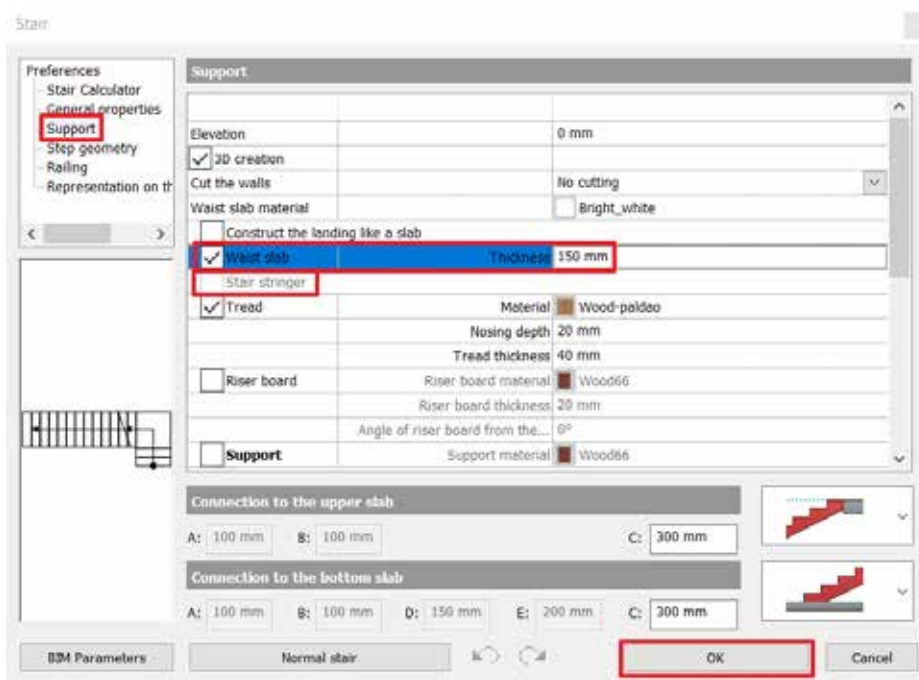 Stair
Preferences
Stair Calculator
General properties
Support
Step geometry
Railing
Representation on th
Support
Elevation 0 mm
3D creation
Cut the walls No cutting
Waist slab material Bright_white
Construct the landing like a slab
Waist slab Thickness 150 mm
Stair stringer
Tread Material Wood-paldao
Nosing depth 20 mm
Tread thickness 40 mm
Riser board Riser board material Wood66
Riser board thickness 20 mm
Angle of riser board from the... 0°
Support Support material Wood66
Connection to the upper slab
A: 100 mm B: 100 mm C: 300 mm
Connection to the bottom slab
A: 100 mm B: 100 mm D: 150 mm E: 200 mm C: 300 mm
BIM Parameters Normal stair OK Cancel